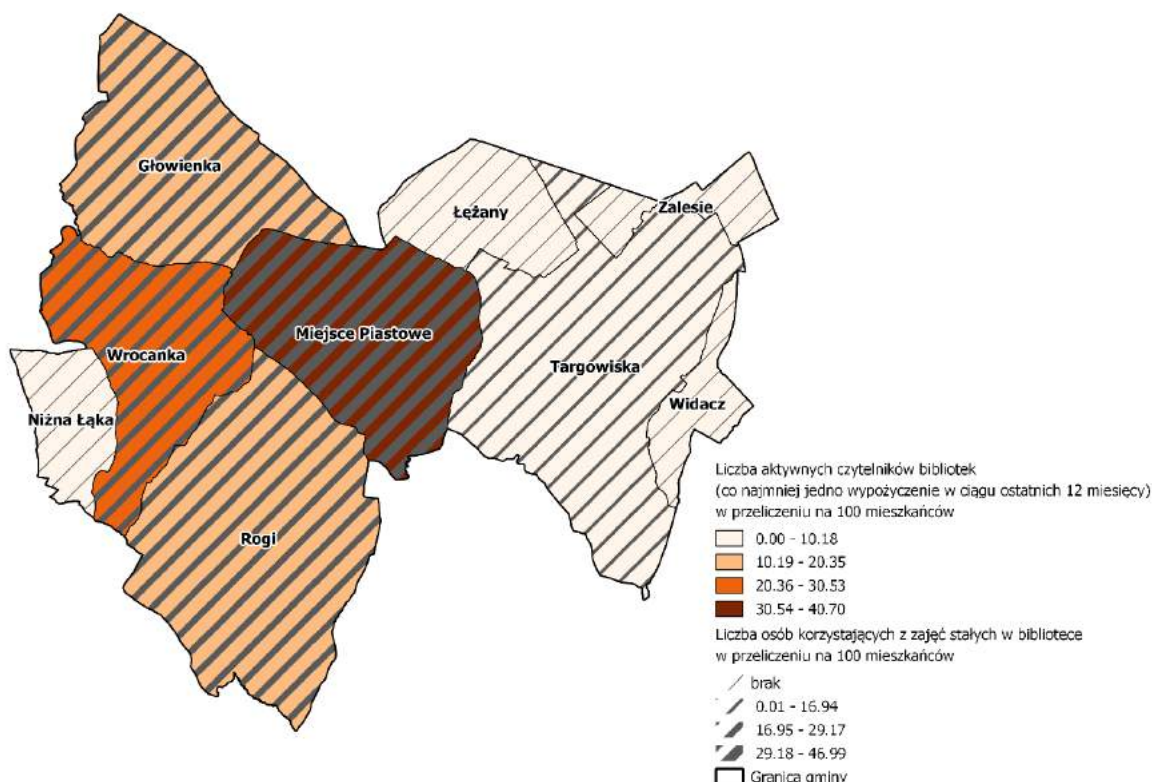 Głowienka
Łężany
Zalesie
Miejsce Piastowe
Wrocanka
Targowiska
Niżna Łąka
Widacz
Rogi
Liczba aktywnych czytelników bibliotek
(co najmniej jedno wypożyczenie w ciągu ostatnich 12 miesięcy)
w przeliczeniu na 100 mieszkańców
0.00 - 10.18
10.19 - 20.35
20.36 - 30.53
30.54 - 40.70
Liczba osób korzystających z zajęć stałych w bibliotece
w przeliczeniu na 100 mieszkańców
brak
0.01 - 16.94
16.95 - 29.17
29.18 - 46.99
Granica gminy